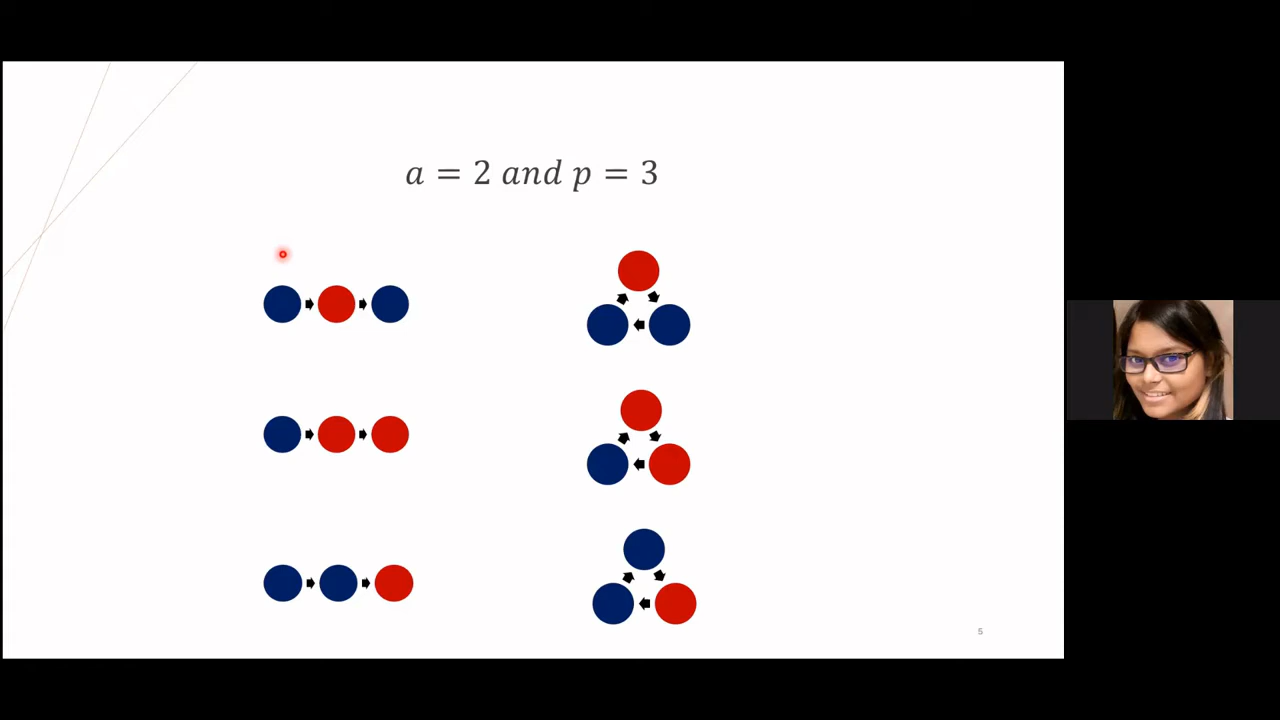 a = 2 and p = 3
5